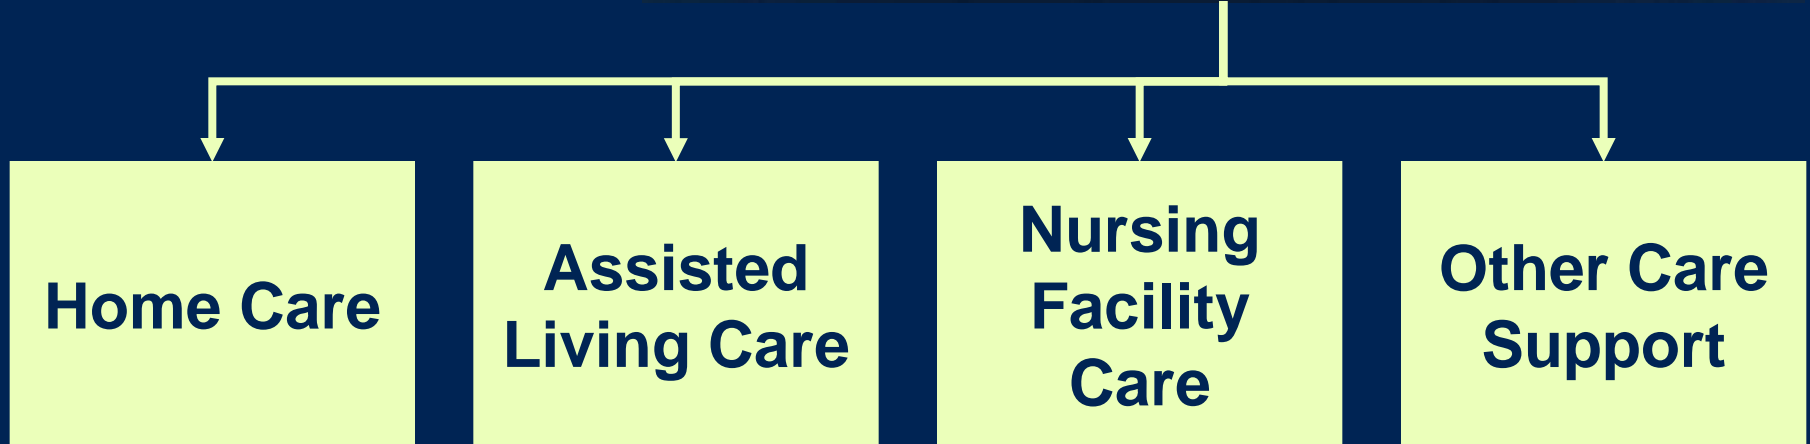 Home Care
Assisted
Living Care
Nursing
Facility
Care
Other Care
Support